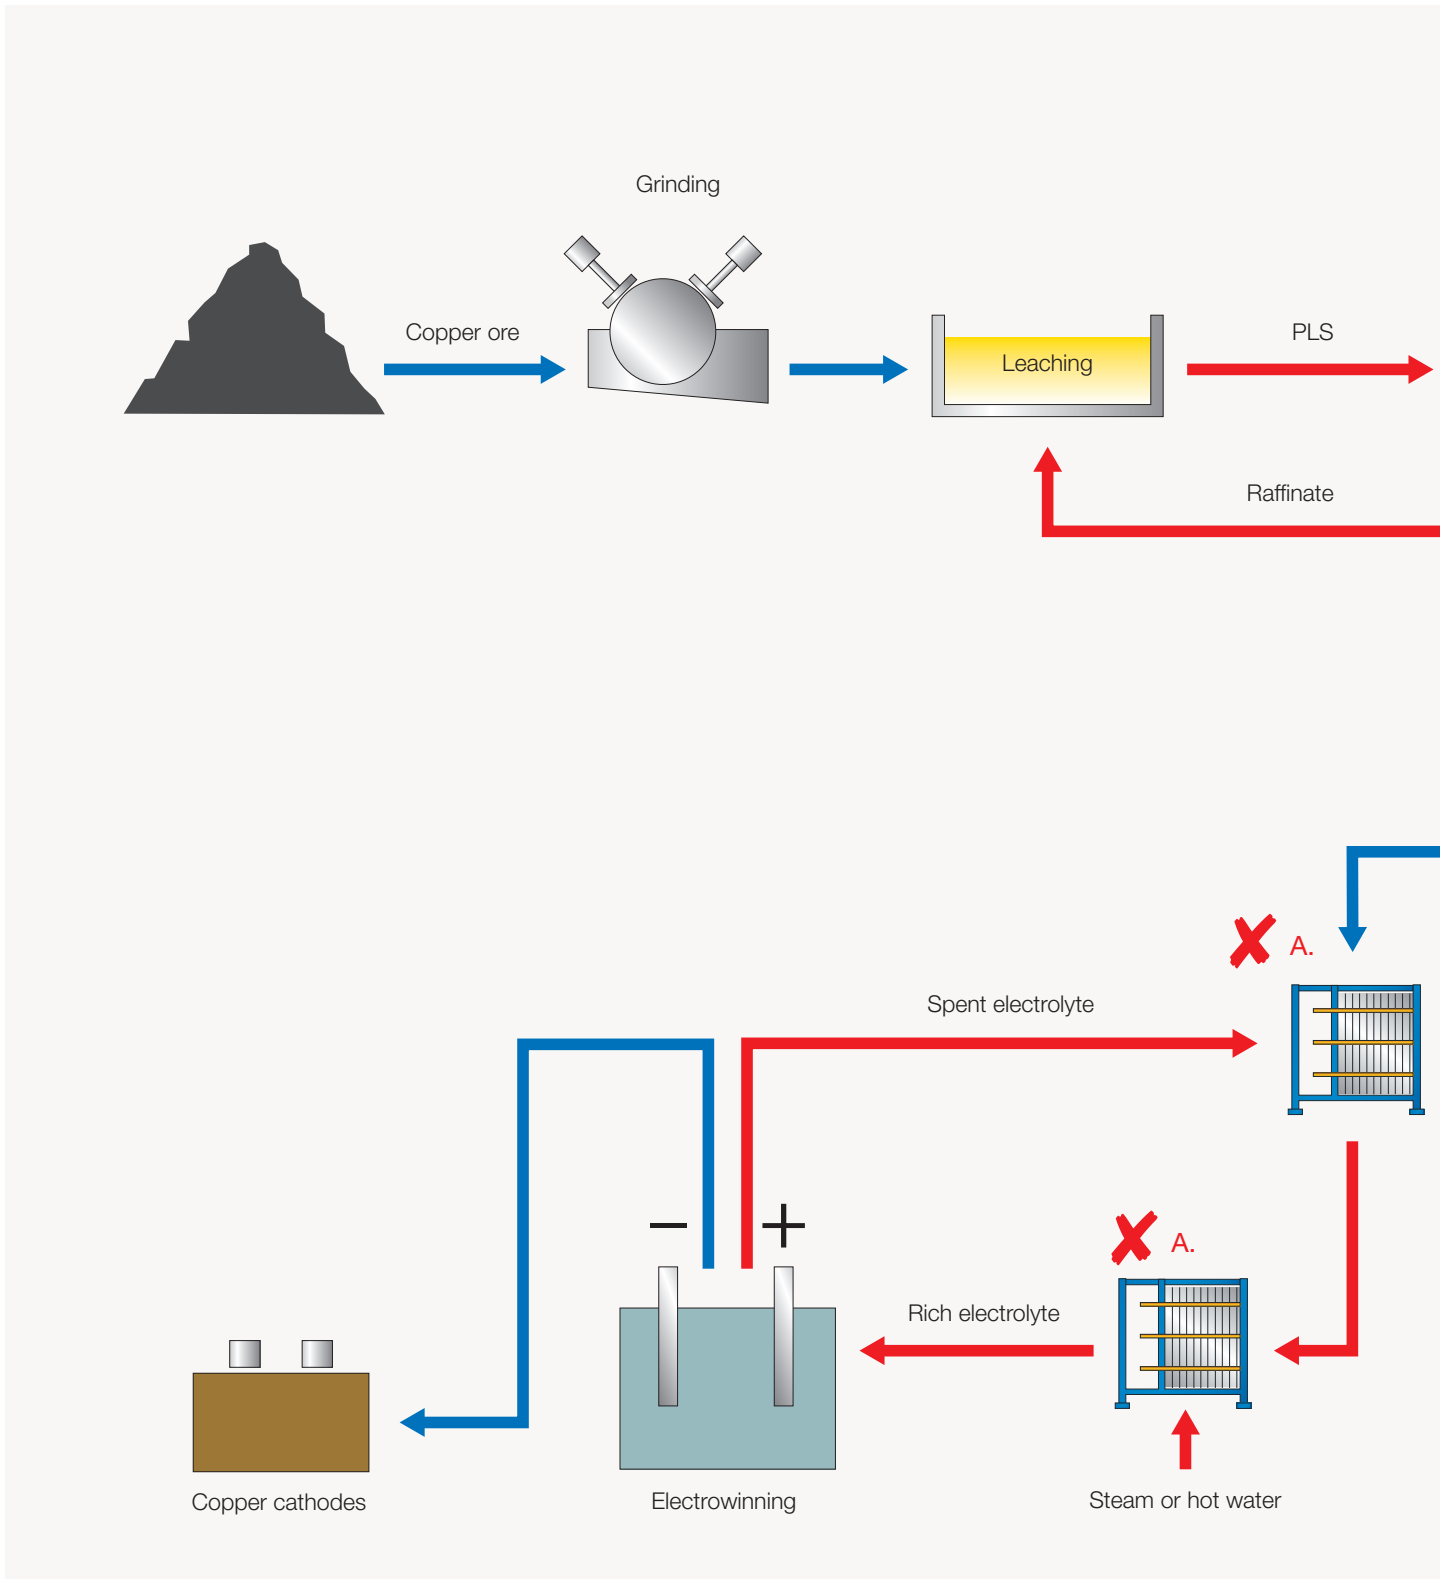 Grinding
Copper ore
Leaching
PLS
Raffinate
A.
Spent electrolyte
A.
Rich electrolyte
Copper cathodes
Electrowinning
Steam or hot water